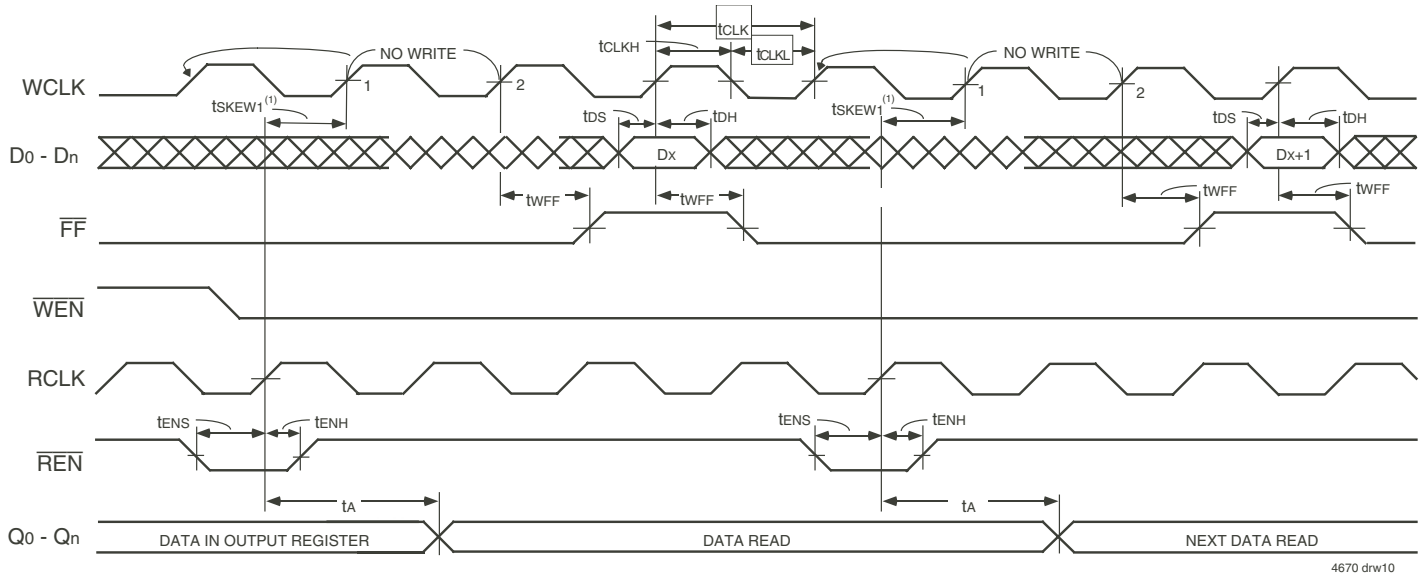 tCLK
tCLKH
tCLKL
NO WRITE
NO WRITE
WCLK
1
2
1
2
tSKEW1(1)
tSKEW1(1)
tDS
tDH
tDS
tDH
D0 - Dn
DX
DX+1
tWFF
tWFF
tWFF
tWFF
FF
WEN
RCLK
tENS
tENH
tENS
tENH
REN
tA
tA
Q0 - Qn
DATA IN OUTPUT REGISTER
DATA READ
NEXT DATA READ
4670 drw10